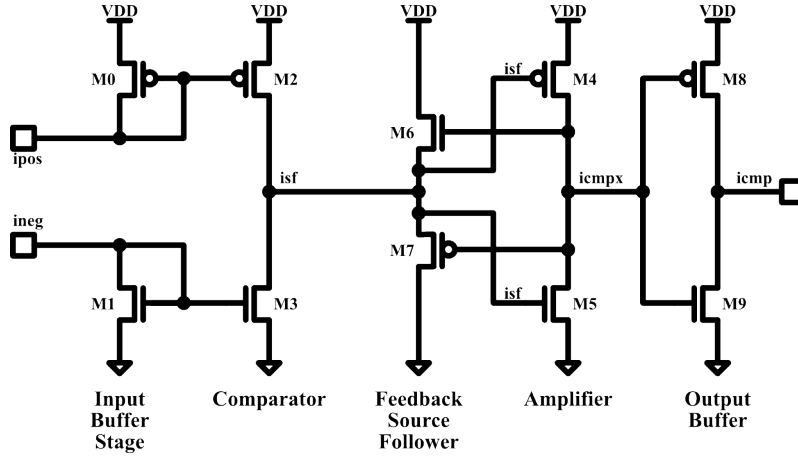 VDD VDD VDD VDD VDD
M0 M2 isf M4 M8
M6
ipos
isf icmpx icmp
ineg
M7
M1 M3 isf M5 M9
Input Comparator Feedback Amplifier Output
Buffer Source Buffer
Stage Follower